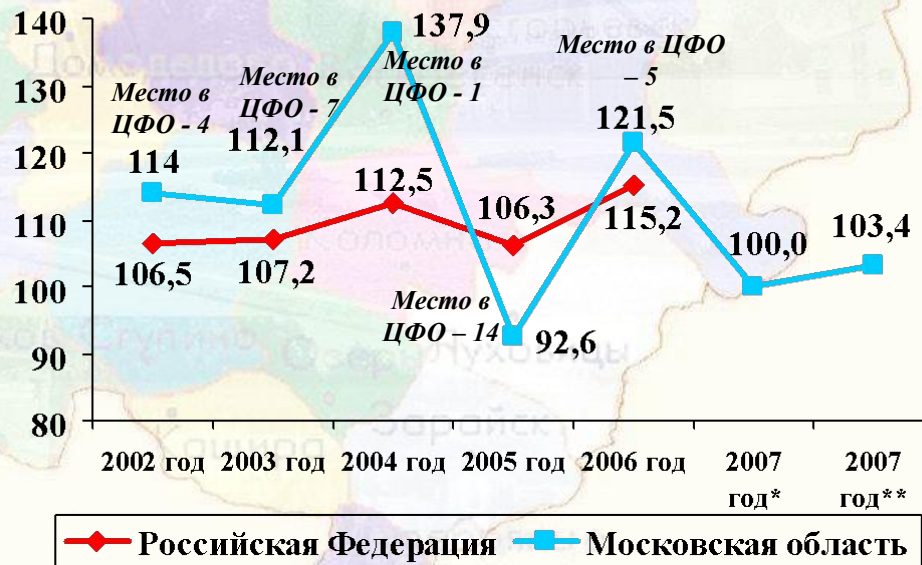 140
130
120
110
100
90
80
Место в
ЦФО - 4
114
Место в
ЦФО - 7
112,1
137,9
Место в
ЦФО - 1
112,5
106,3
Место в ЦФО
– 5
121,5
115,2
100,0
103,4
106,5
107,2
Место в
ЦФО – 14
92,6
2002 год
2003 год
2004 год
2005 год
2006 год
2007
год*
2007
год**
Российская Федерация
Московская область
Ступино
Зарайск